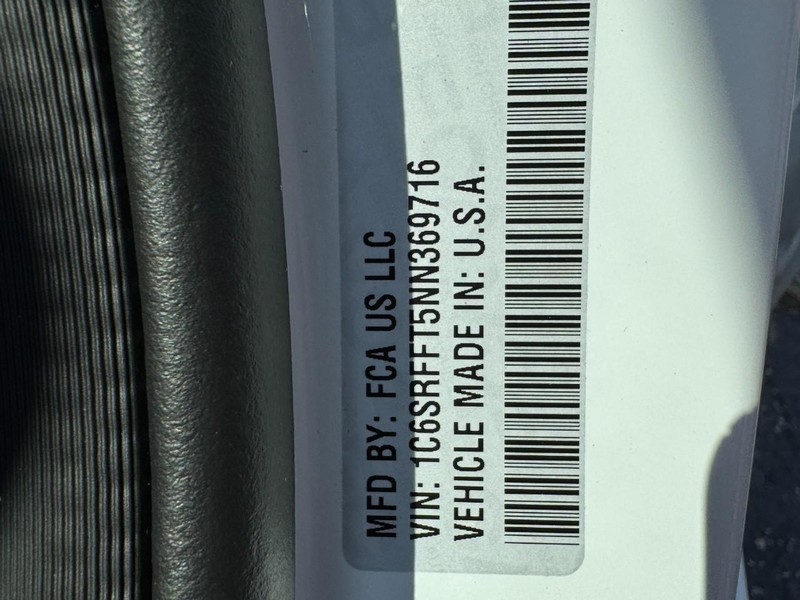 MFD BY: FCA US LLC
VIN: 1C6SRFFT5NN369716
VEHICLE MADE IN: U.S.A.